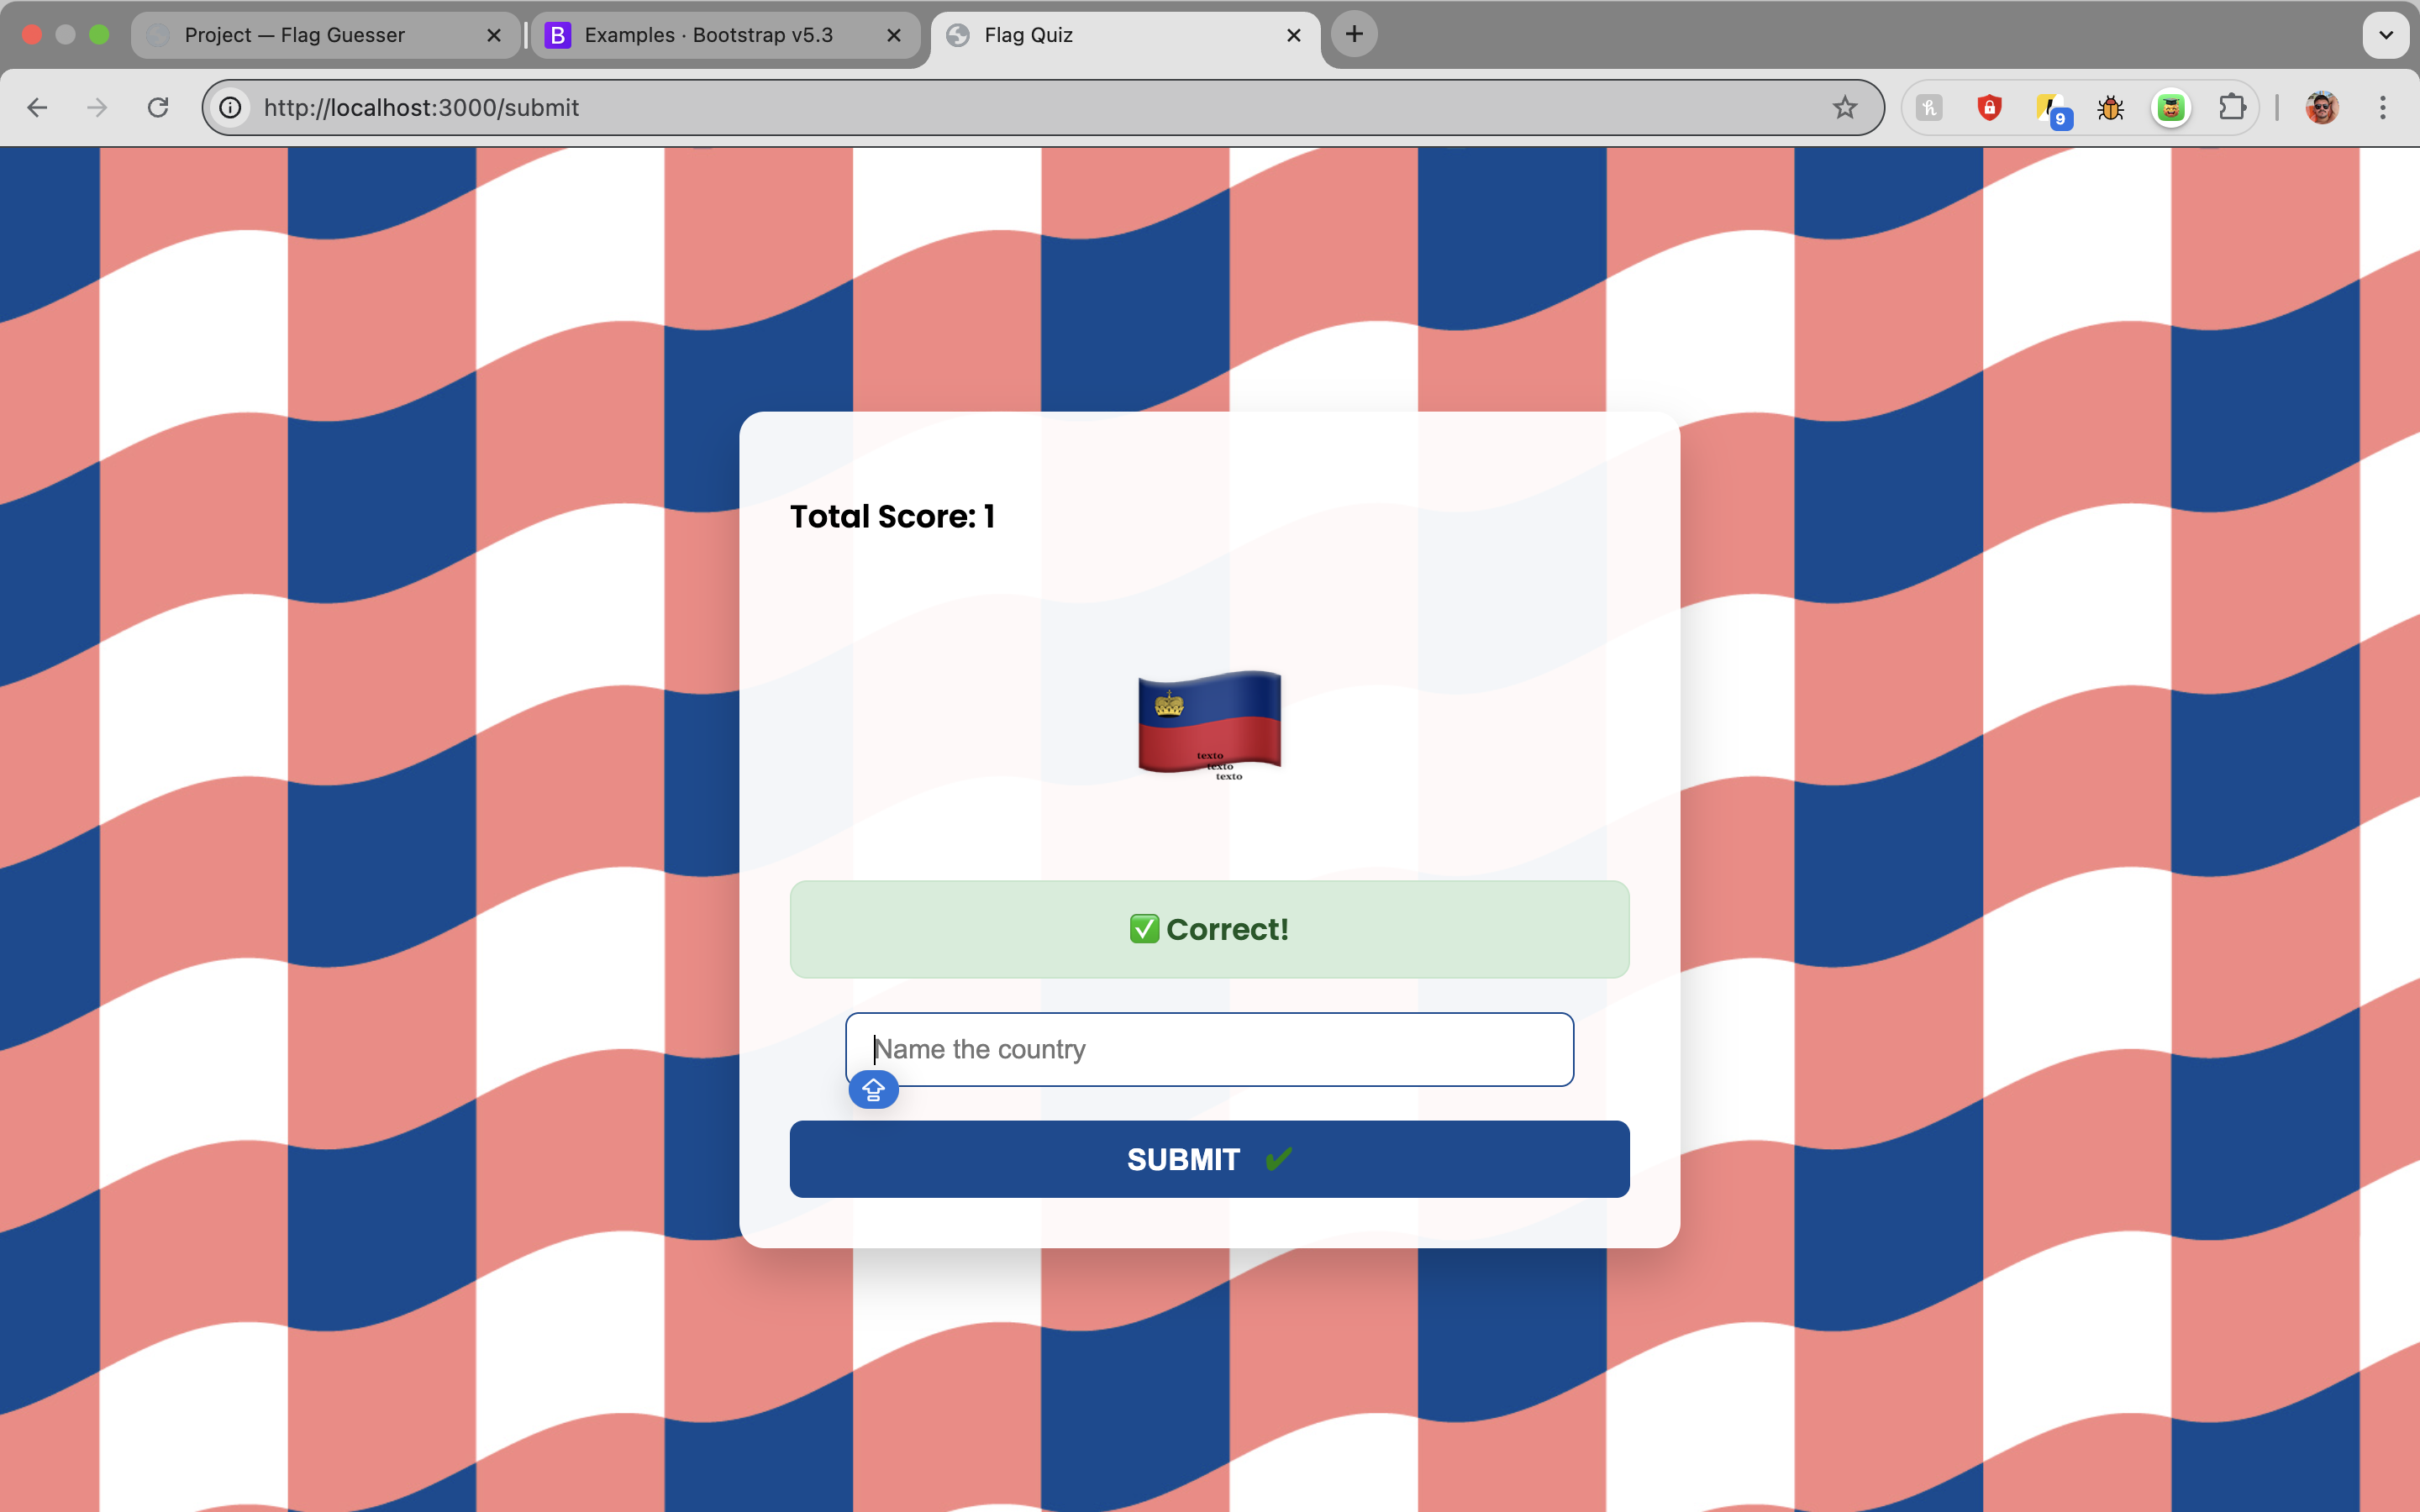 Project — Flag Guesser
B Examples · Bootstrap v5.3
Flag Quiz
http://localhost:3000/submit
9
Total Score: 1
texto
texto
texto
✅ Correct!
Name the country
SUBMIT ✔